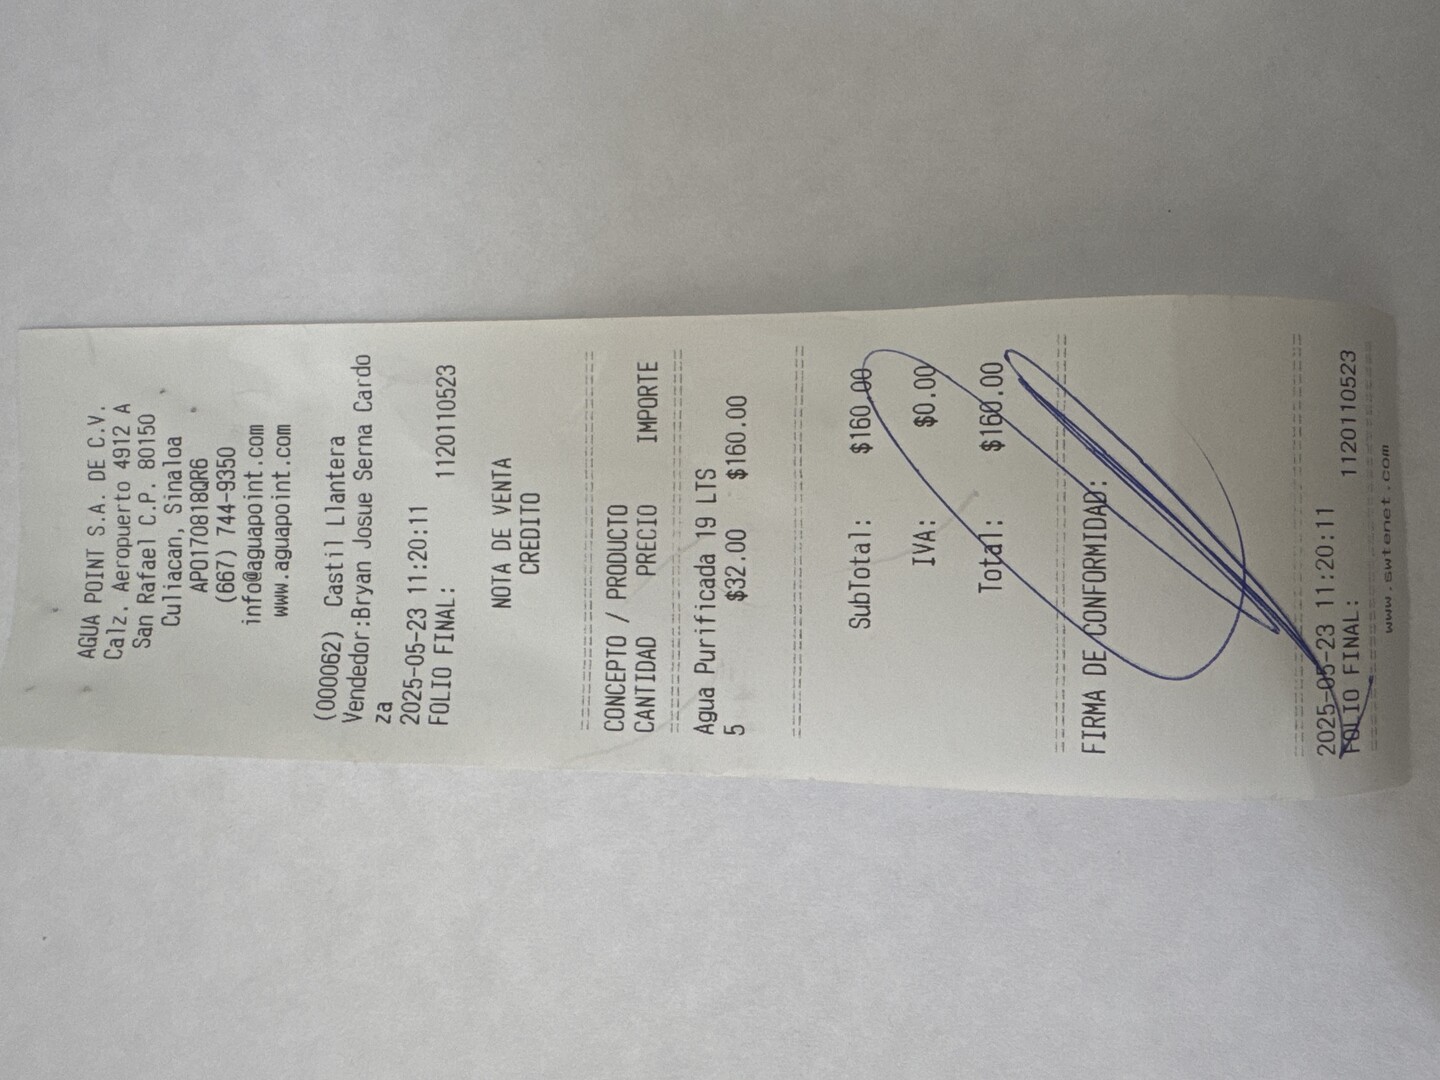 AGUA POINT S.A. DE C.V.
Calz. Aeropuerto 4912 A
San Rafael C.P. 80150
Culiacan, Sinaloa
APO170818QR6
(667) 744-9350
info@aguapoint.com
www.aguapoint.com
(000062) Castil Llantera
Vendedor:Bryan Josue Serna Cardo
za
2025-05-23 11:20:11
FOLIO FINAL: 1120110523
NOTA DE VENTA
CREDITO
CONCEPTO / PRODUCTO
CANTIDAD PRECIO IMPORTE
Agua Purificada 19 LTS
5 $32.00 $160.00
SubTotal: $160.00
IVA: $0.00
Total: $160.00
FIRMA DE CONFORMIDAD:
2025-05-23 11:20:11
FOLIO FINAL: 1120110523
www.swtenet.com